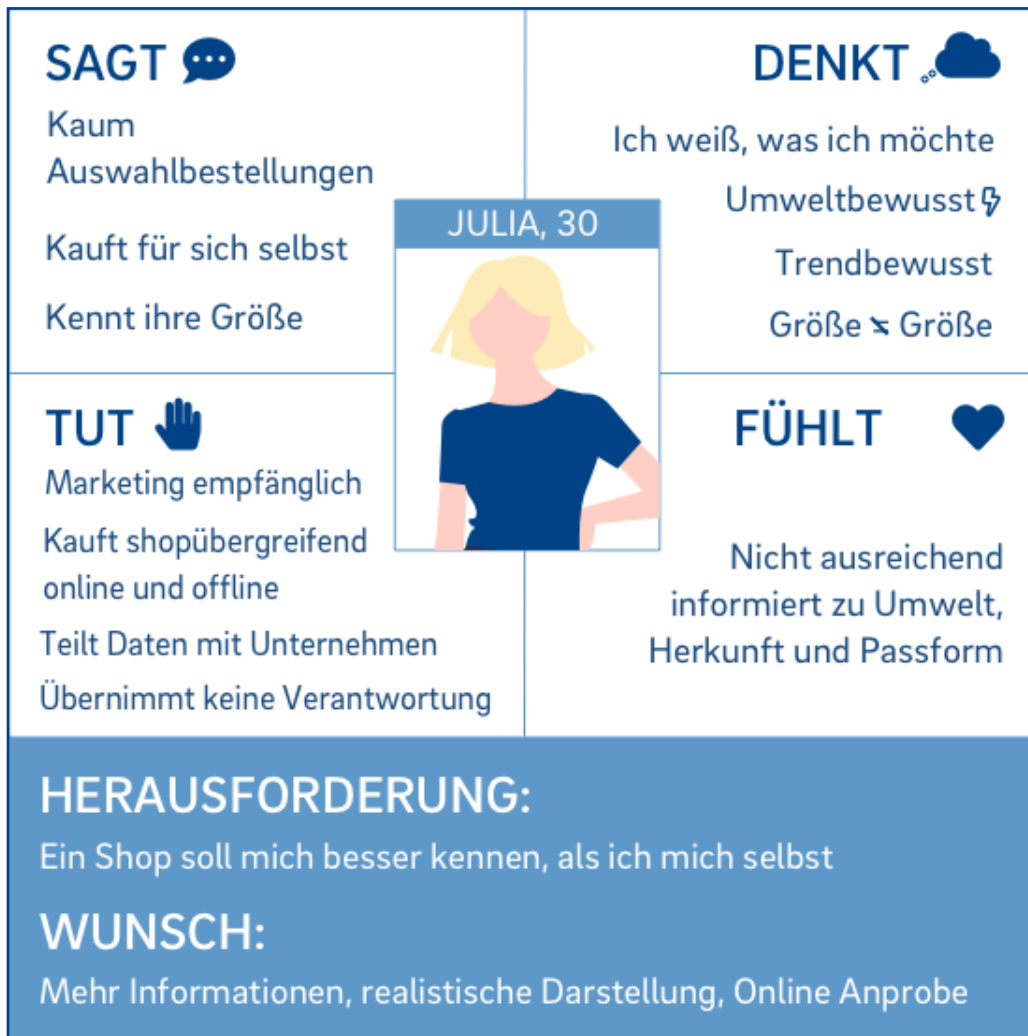 SAGT
Kaum
Auswahlbestellungen
Kauft für sich selbst
Kennt ihre Größe
DENKT
Ich weiß, was ich möchte
Umweltbewusst
Trendbewusst
Größe ≠ Größe
JULIA, 30
TUT
Marketing empfänglich
Kauft shopübergreifend
online und offline
Teilt Daten mit Unternehmen
Übernimmt keine Verantwortung
FÜHLT
Nicht ausreichend
informiert zu Umwelt,
Herkunft und Passform
HERAUSFORDERUNG:
Ein Shop soll mich besser kennen, als ich mich selbst
WUNSCH:
Mehr Informationen, realistische Darstellung, Online Anprobe